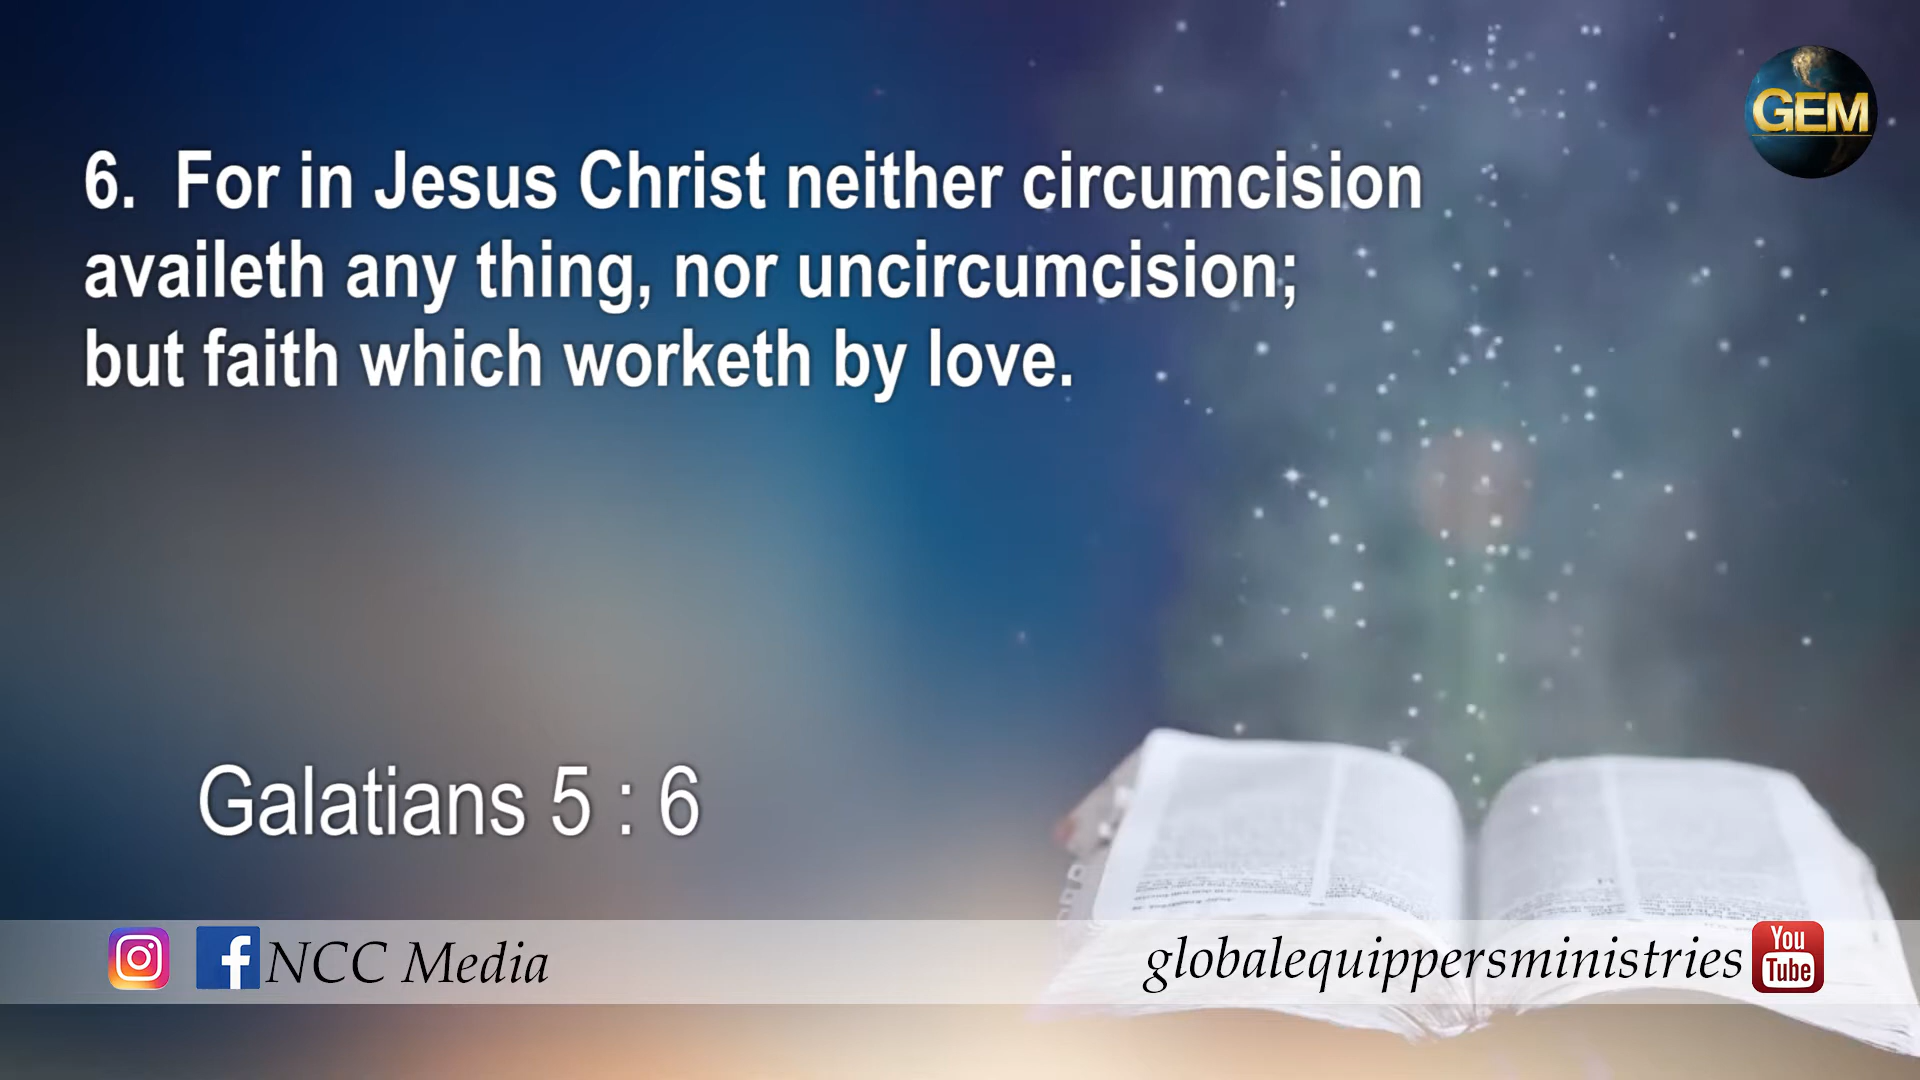 GEM
6. For in Jesus Christ neither circumcision
availeth any thing, nor uncircumcision;
but faith which worketh by love.
Galatians 5 : 6
NCC Media
globalequippersministries
You
Tube